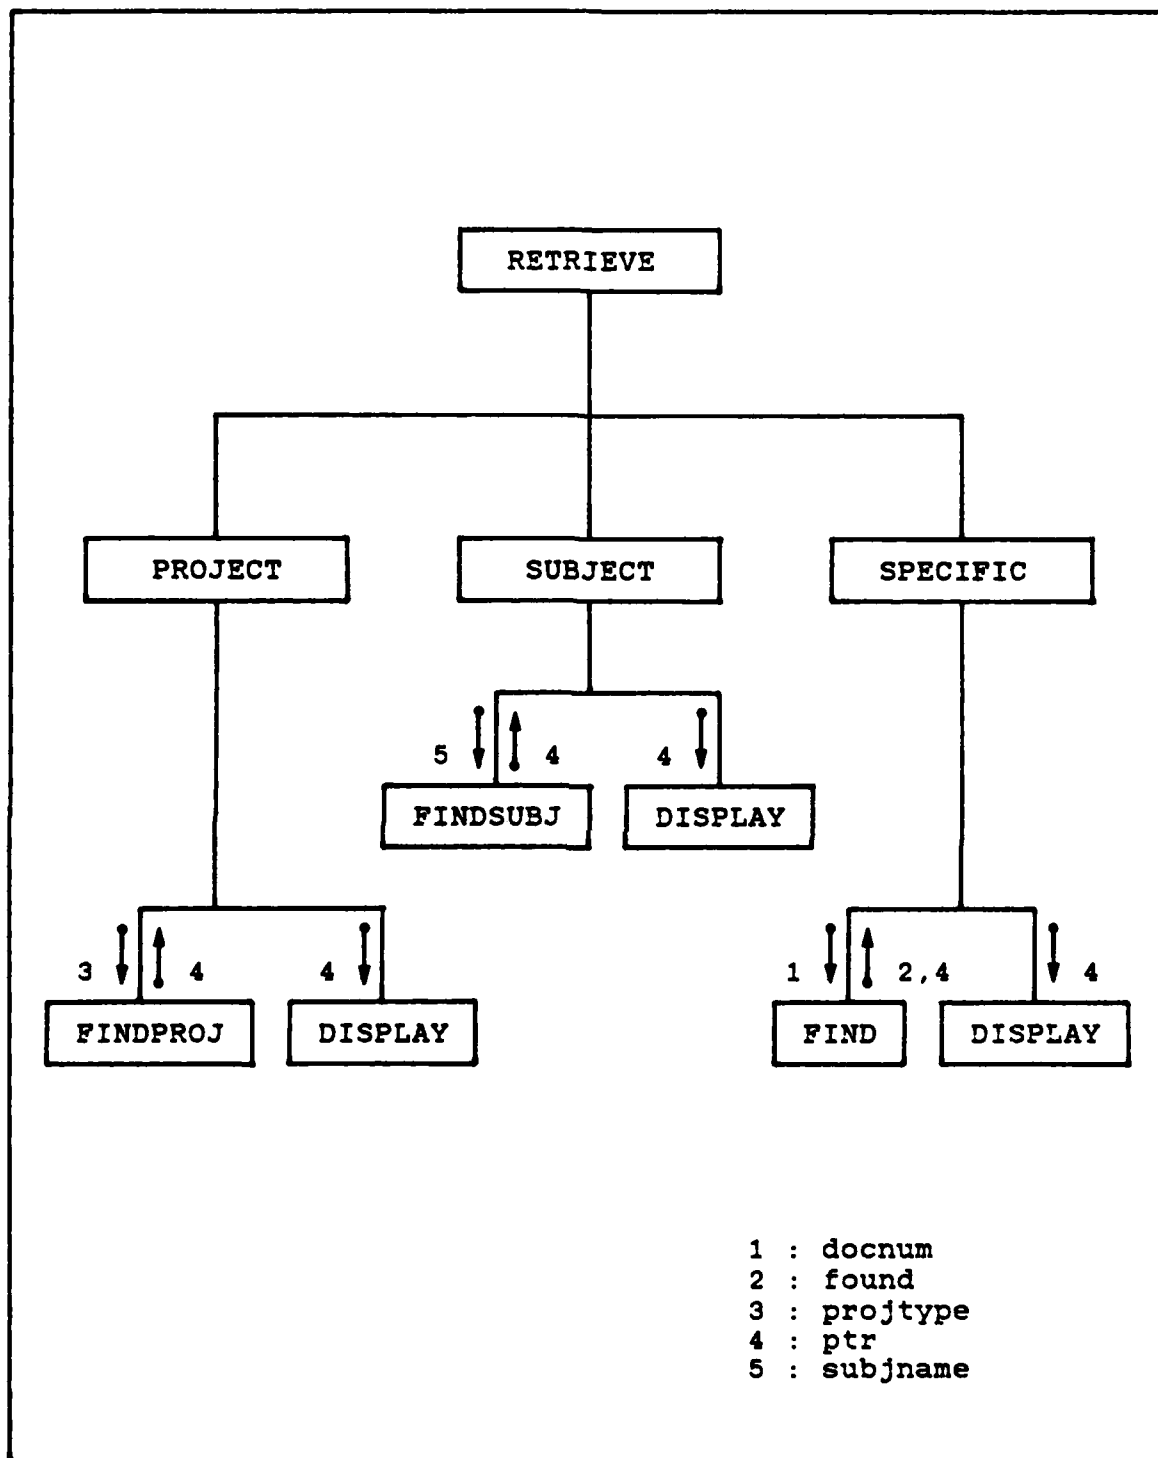 RETRIEVE
PROJECT SUBJECT SPECIFIC
5 4 4
FINDSUBJ DISPLAY
3 4 4 1 2,4 4
FINDPROJ DISPLAY FIND DISPLAY
1 : docnum
2 : found
3 : projtype
4 : ptr
5 : subjname